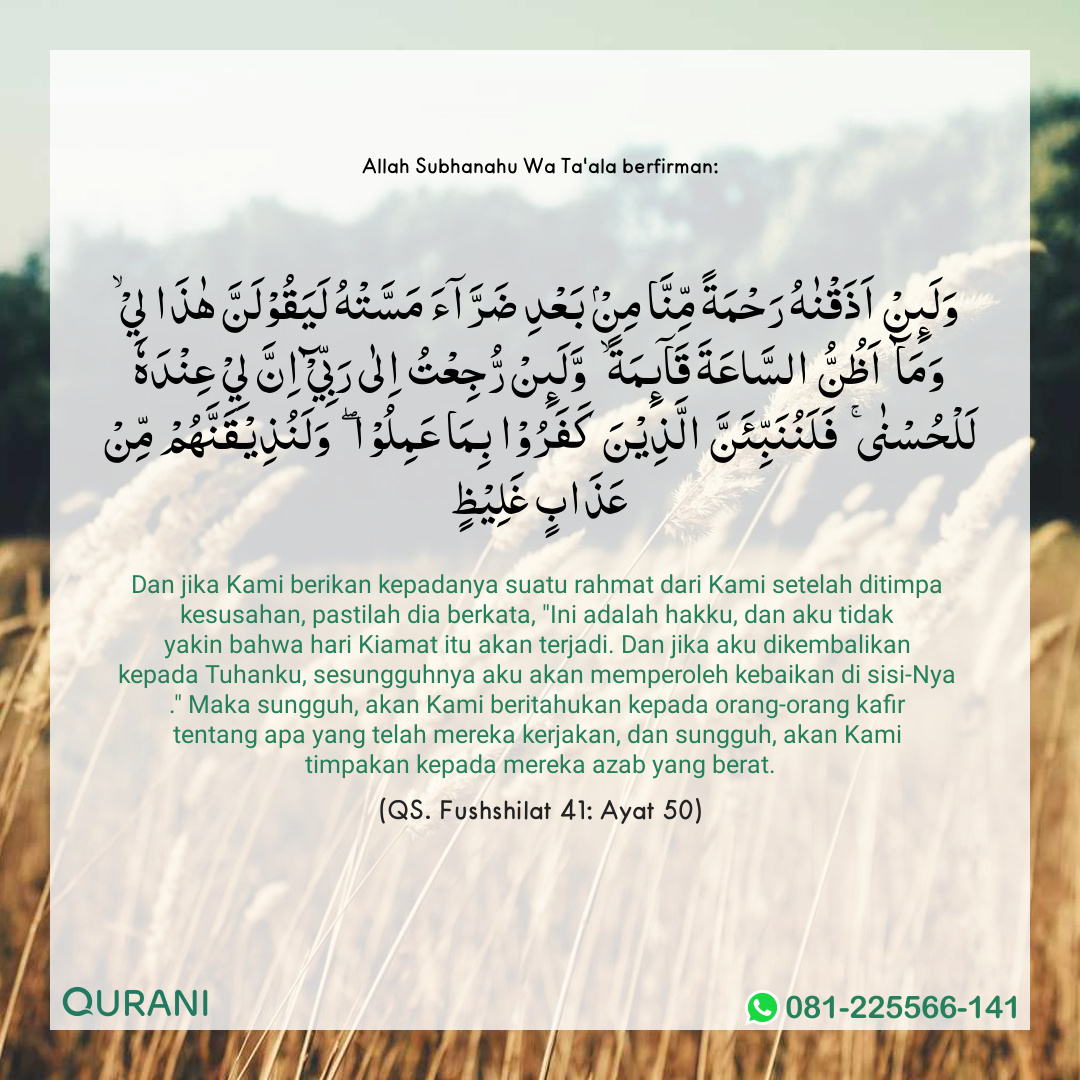 Allah Subhanahu Wa Ta'ala berfirman:
وَلَىِٕنْ اَذَقْنٰهُ رَحْمَةً مِّنَّا مِنْۢ بَعْدِ ضَرَّآءَ مَسَّتْهُ لَيَقُوْلَنَّ هٰذَا لِيْۙ
وَمَآ اَظُنُّ السَّاعَةَ قَآىِٕمَةً ۙ وَّلَىِٕنْ رُّجِعْتُ اِلٰى رَبِّيْٓ اِنَّ لِيْ عِنْدَهٗ
لَلْحُسْنٰى ۚ فَلَنُنَبِّئَنَّ الَّذِيْنَ كَفَرُوْا بِمَا عَمِلُوْا ۖ وَلَنُذِيْقَنَّهُمْ مِّنْ
عَذَابٍ غَلِيْظٍ
Dan jika Kami berikan kepadanya suatu rahmat dari Kami setelah ditimpa
kesusahan, pastilah dia berkata, "Ini adalah hakku, dan aku tidak
yakin bahwa hari Kiamat itu akan terjadi. Dan jika aku dikembalikan
kepada Tuhanku, sesungguhnya aku akan memperoleh kebaikan di sisi-Nya
." Maka sungguh, akan Kami beritahukan kepada orang-orang kafir
tentang apa yang telah mereka kerjakan, dan sungguh, akan Kami
timpakan kepada mereka azab yang berat.
(QS. Fushshilat 41: Ayat 50)
QURANI
081-225566-141